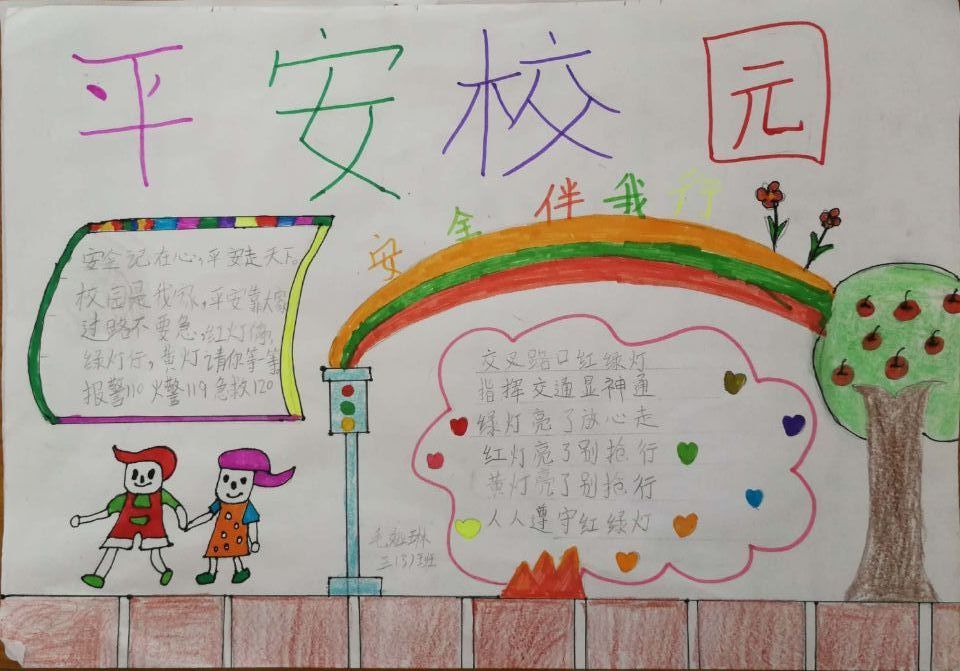 平安校园
安全伴我行
安全记在心，平安走天下。
校园是我家，平安靠大家
过路不要急，红灯停，
绿灯行，黄灯请你等等
报警110 火警119 急救120
交叉路口红绿灯
指挥交通显神通
绿灯亮了放心走
红灯亮了别抢行
黄灯亮了别抢行
人人遵守红绿灯
三(3)班